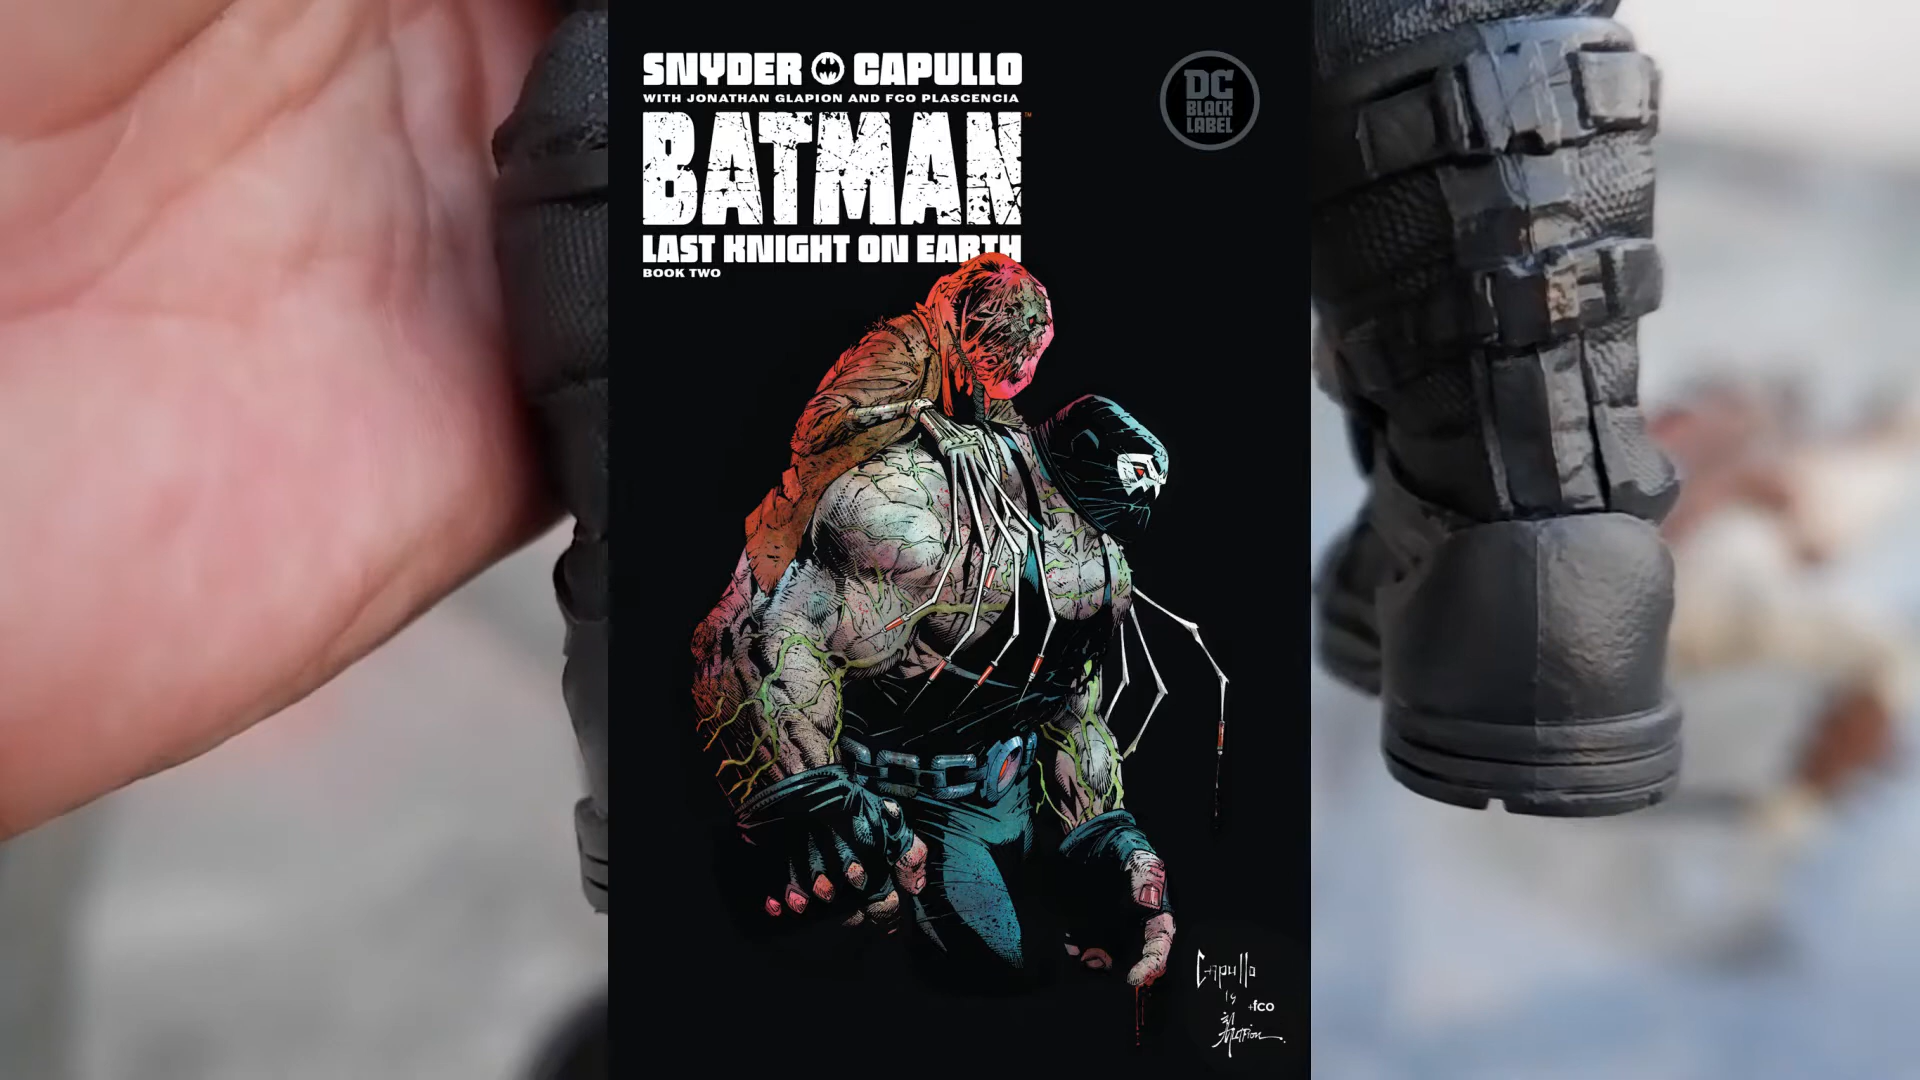 SNYDER CAPULLO
WITH JONATHAN GLAPION AND FCO PLASCENCIA
BATMAN™
LAST KNIGHT ON EARTH
BOOK TWO
DC
BLACK
LABEL
Capullo
+fco